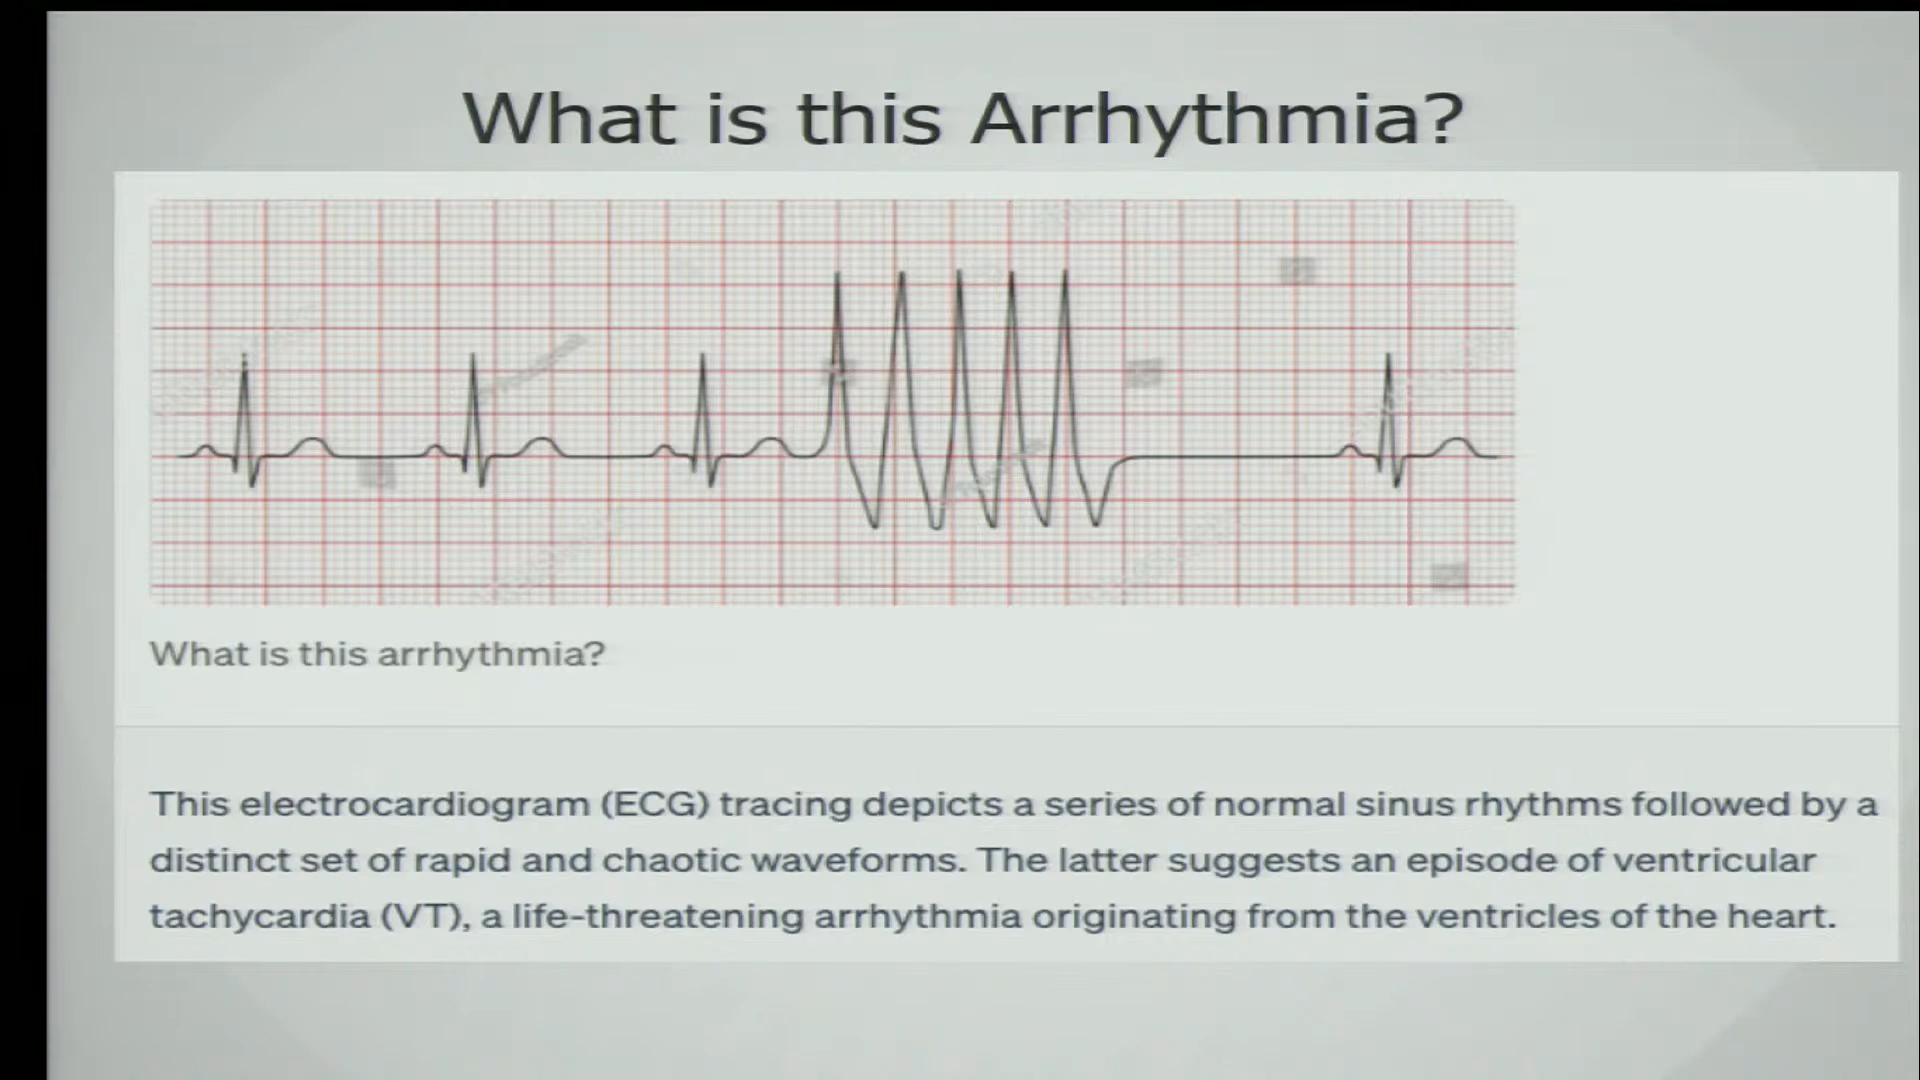 What is this Arrhythmia?
What is this arrhythmia?
This electrocardiogram (ECG) tracing depicts a series of normal sinus rhythms followed by a
distinct set of rapid and chaotic waveforms. The latter suggests an episode of ventricular
tachycardia (VT), a life-threatening arrhythmia originating from the ventricles of the heart.